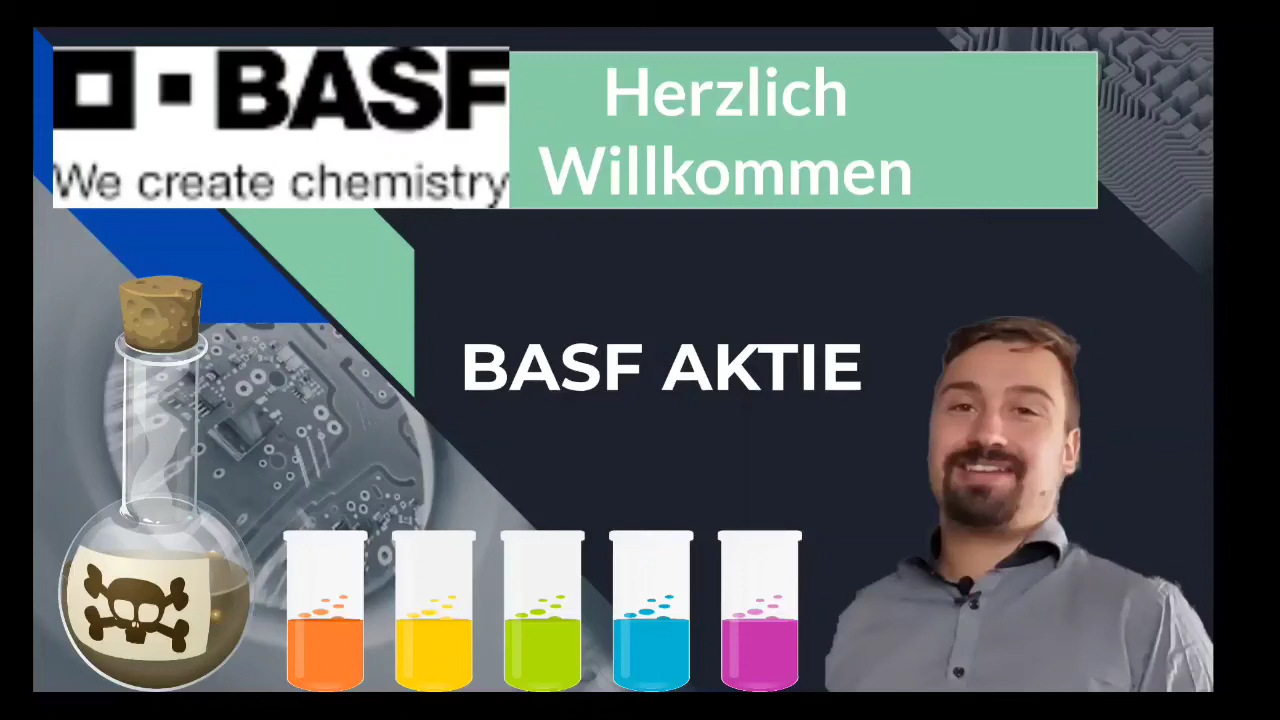 BASF
We create chemistry
Herzlich
Willkommen
BASF AKTIE